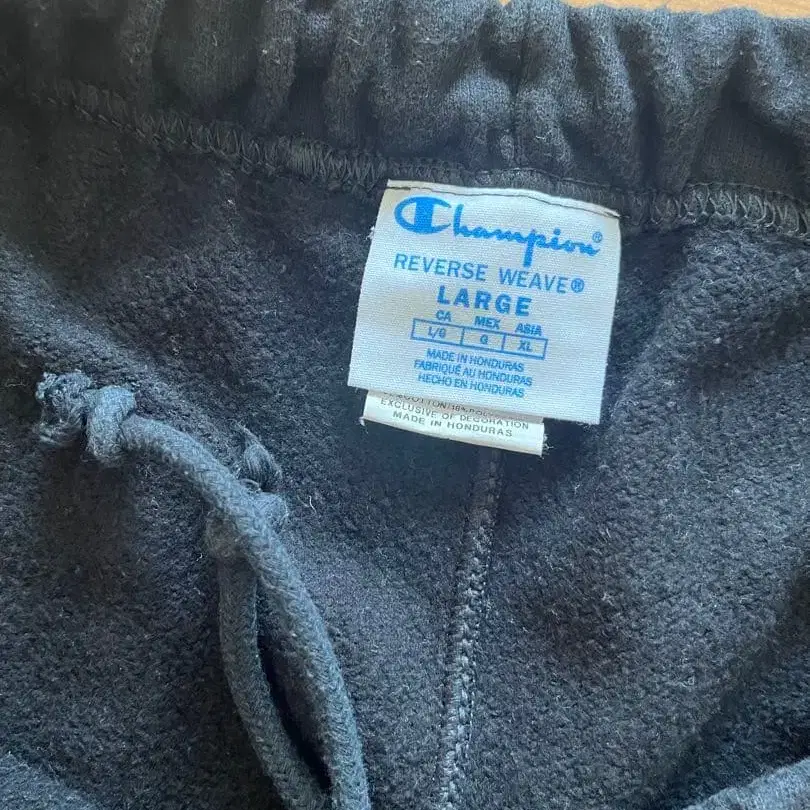 Champion®
REVERSE WEAVE®
LARGE
CA MEX ASIA
L/G G XL
MADE IN HONDURAS
FABRIQUÉ AU HONDURAS
HECHO EN HONDURAS
COTTON
EXCLUSIVE OF DECORATION
MADE IN HONDURAS